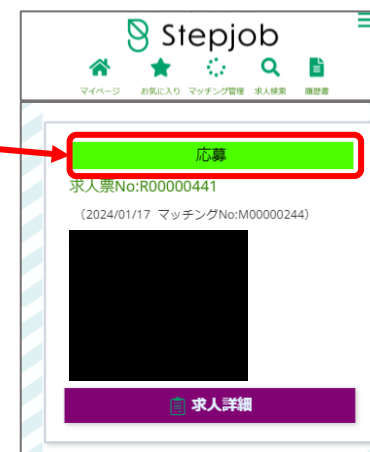 Stepjob
マイページ お気に入り マッチング管理 求人検索 履歴書
応募
求人票No:R00000441
（2024/01/17 マッチングNo:M00000244）
求人詳細